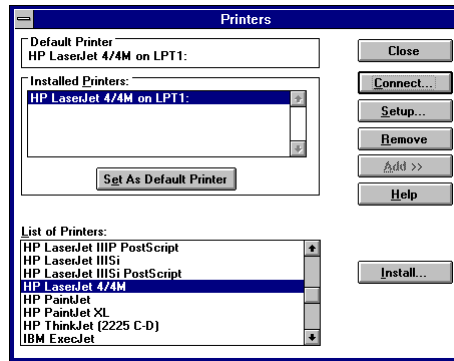 Printers
Default Printer
HP LaserJet 4/4M on LPT1:
Installed Printers:
HP LaserJet 4/4M on LPT1:
Set As Default Printer
Close
Connect...
Setup...
Remove
Add >>
Help
List of Printers:
HP LaserJet IIIP PostScript
HP LaserJet IIISi
HP LaserJet IIISi PostScript
HP LaserJet 4/4M
HP PaintJet
HP PaintJet XL
HP ThinkJet (2225 C-D)
IBM ExecJet
Install...